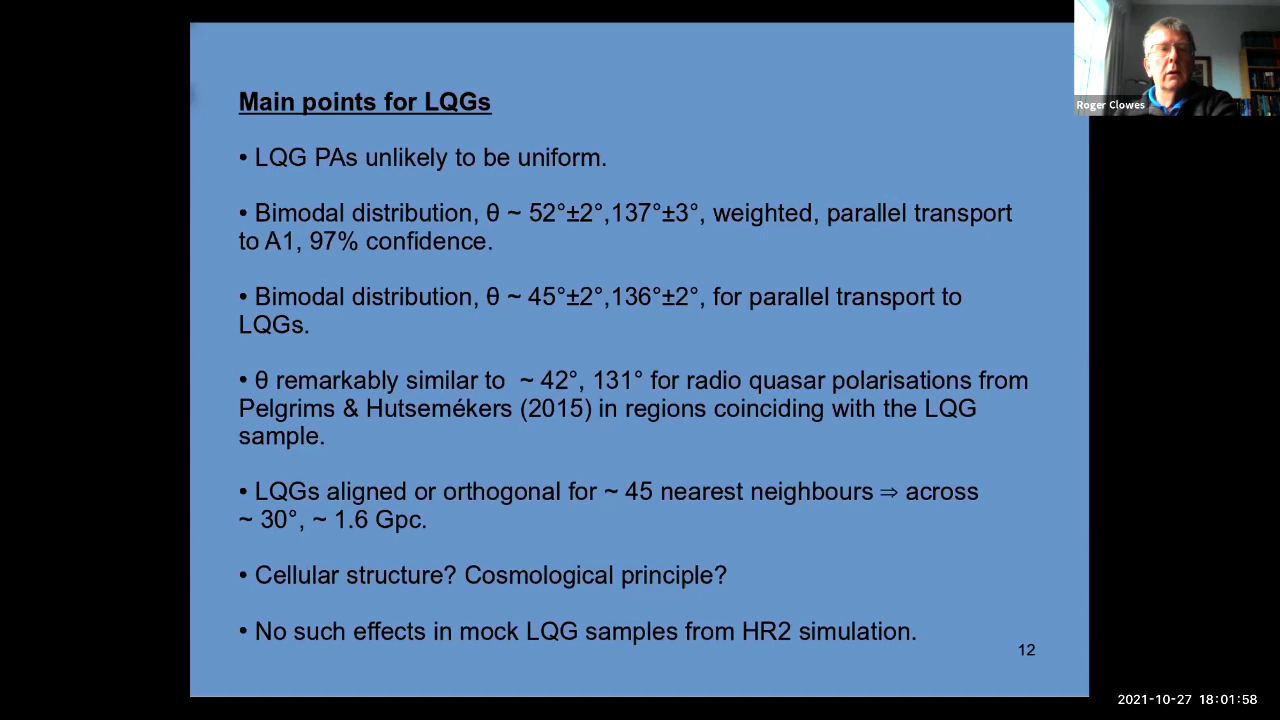 Main points for LQGs
• LQG PAs unlikely to be uniform.
• Bimodal distribution, θ ~ 52°±2°,137°±3°, weighted, parallel transport
to A1, 97% confidence.
• Bimodal distribution, θ ~ 45°±2°,136°±2°, for parallel transport to
LQGs.
• θ remarkably similar to ~ 42°, 131° for radio quasar polarisations from
Pelgrims & Hutsemékers (2015) in regions coinciding with the LQG
sample.
• LQGs aligned or orthogonal for ~ 45 nearest neighbours ⇒ across
~ 30°, ~ 1.6 Gpc.
• Cellular structure? Cosmological principle?
• No such effects in mock LQG samples from HR2 simulation.
12
Roger Clowes
2021-10-27 18:01:58